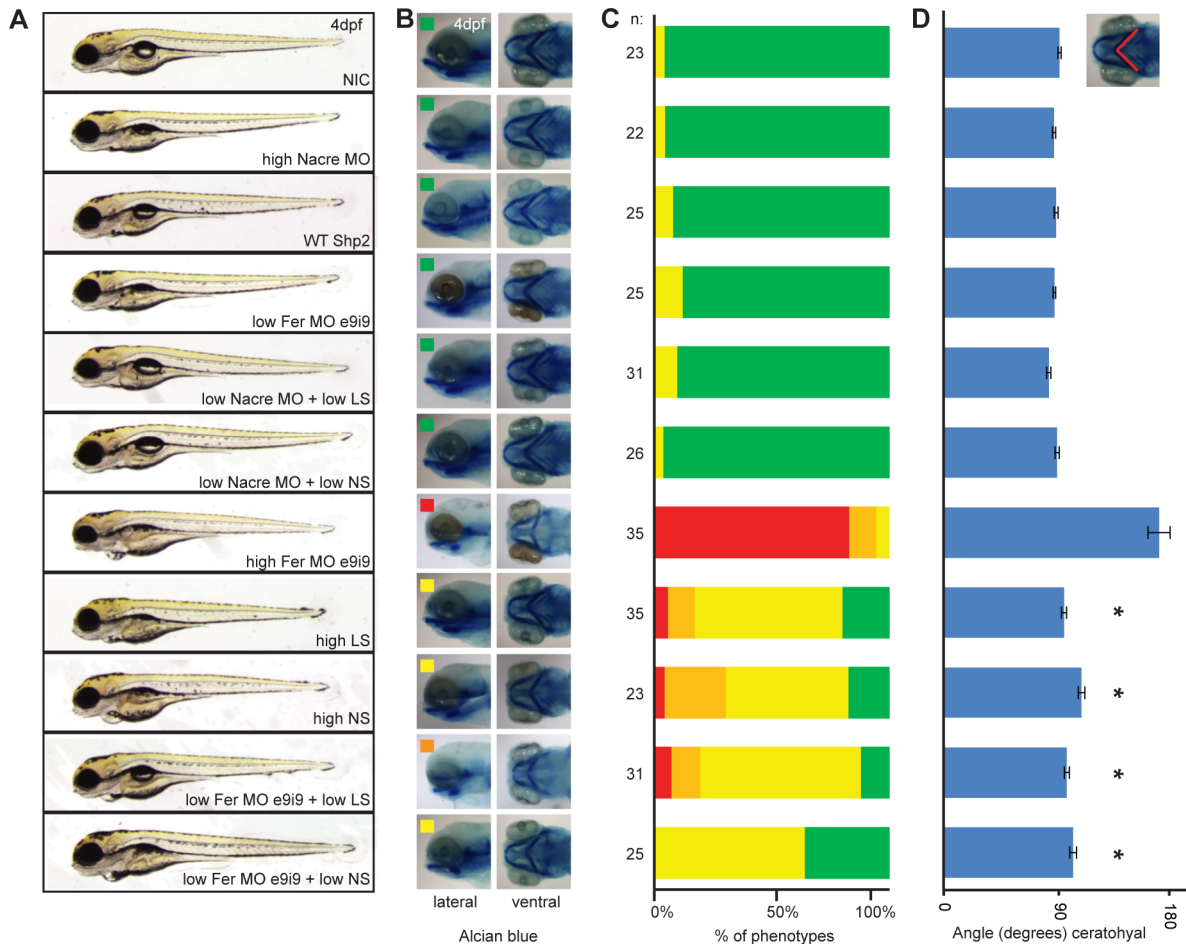 A
B
C
D
4dpf
NIC
high Nacre MO
WT Shp2
low Fer MO e9i9
low Nacre MO + low LS
low Nacre MO + low NS
high Fer MO e9i9
high LS
high NS
low Fer MO e9i9 + low LS
low Fer MO e9i9 + low NS
4dpf
lateral
ventral
Alcian blue
n:
23
22
25
25
31
26
35
35
23
31
25
0%
50%
100%
% of phenotypes
*
*
*
*
0
90
180
Angle (degrees) ceratohyal